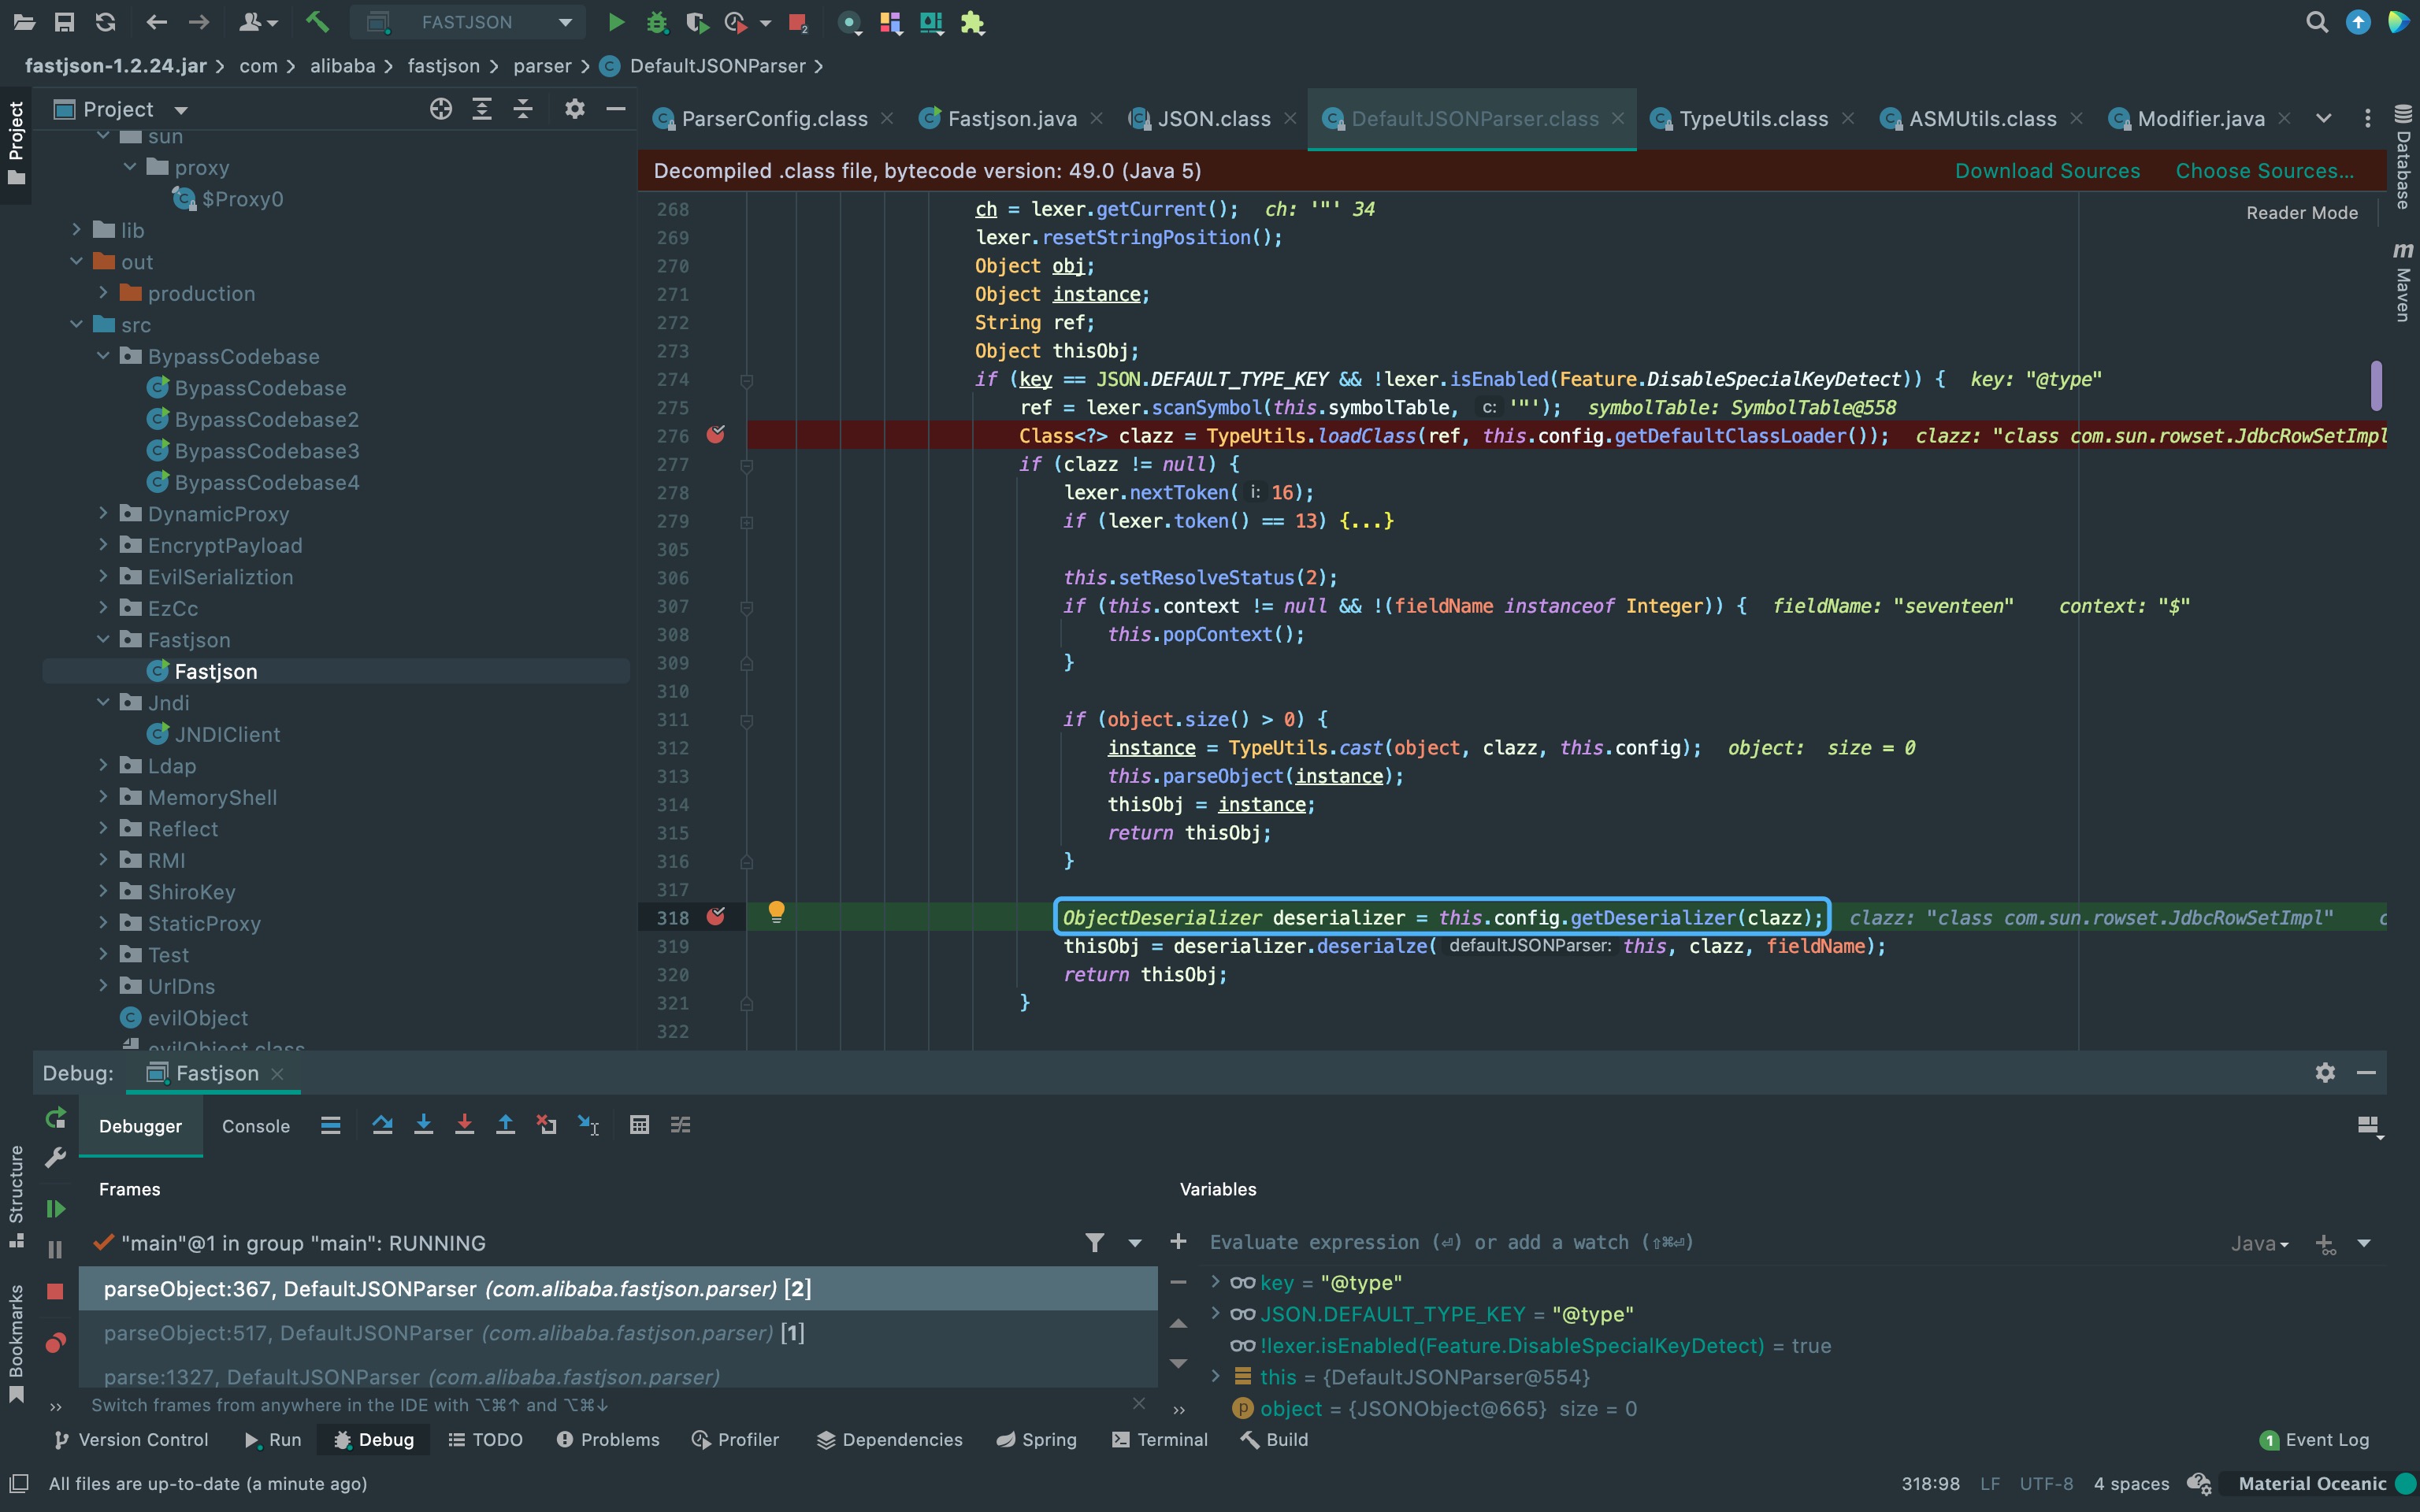 FASTJSON
fastjson-1.2.24.jar > com > alibaba > fastjson > parser > DefaultJSONParser >
Project
ParserConfig.class Fastjson.java JSON.class DefaultJSONParser.class TypeUtils.class ASMUtils.class Modifier.java
Decompiled .class file, bytecode version: 49.0 (Java 5) Download Sources Choose Sources...
Reader Mode
Project
Database
Maven
Structure
Bookmarks
sun
proxy
$Proxy0
lib
out
production
src
BypassCodebase
BypassCodebase
BypassCodebase2
BypassCodebase3
BypassCodebase4
DynamicProxy
EncryptPayload
EvilSerializtion
EzCc
Fastjson
Fastjson
Jndi
JNDIClient
Ldap
MemoryShell
Reflect
RMI
ShiroKey
StaticProxy
Test
UrlDns
evilObject
evilObject.class
268 ch = lexer.getCurrent(); ch: '"' 34
269 lexer.resetStringPosition();
270 Object obj;
271 Object instance;
272 String ref;
273 Object thisObj;
274 if (key == JSON.DEFAULT_TYPE_KEY && !lexer.isEnabled(Feature.DisableSpecialKeyDetect)) { key: "@type"
275 ref = lexer.scanSymbol(this.symbolTable, c: '"'); symbolTable: SymbolTable@558
276 Class<?> clazz = TypeUtils.loadClass(ref, this.config.getDefaultClassLoader()); clazz: "class com.sun.rowset.JdbcRowSetImpl
277 if (clazz != null) {
278 lexer.nextToken( i: 16);
279 if (lexer.token() == 13) {...}
305
306 this.setResolveStatus(2);
307 if (this.context != null && !(fieldName instanceof Integer)) { fieldName: "seventeen" context: "$"
308 this.popContext();
309 }
310
311 if (object.size() > 0) {
312 instance = TypeUtils.cast(object, clazz, this.config); object: size = 0
313 this.parseObject(instance);
314 thisObj = instance;
315 return thisObj;
316 }
317
318 ObjectDeserializer deserializer = this.config.getDeserializer(clazz); clazz: "class com.sun.rowset.JdbcRowSetImpl" c
319 thisObj = deserializer.deserialze( defaultJSONParser: this, clazz, fieldName);
320 return thisObj;
321 }
322
Debug: Fastjson
Debugger Console
Frames
"main"@1 in group "main": RUNNING
parseObject:367, DefaultJSONParser (com.alibaba.fastjson.parser) [2]
parseObject:517, DefaultJSONParser (com.alibaba.fastjson.parser) [1]
parse:1327, DefaultJSONParser (com.alibaba.fastjson.parser)
Switch frames from anywhere in the IDE with ⌥⌘↑ and ⌥⌘↓
Variables
Evaluate expression (⏎) or add a watch (⇧⌘⏎) Java
key = "@type"
JSON.DEFAULT_TYPE_KEY = "@type"
!lexer.isEnabled(Feature.DisableSpecialKeyDetect) = true
this = {DefaultJSONParser@554}
object = {JSONObject@665} size = 0
Version Control Run Debug TODO Problems Profiler Dependencies Spring Terminal Build 1 Event Log
All files are up-to-date (a minute ago) 318:98 LF UTF-8 4 spaces Material Oceanic